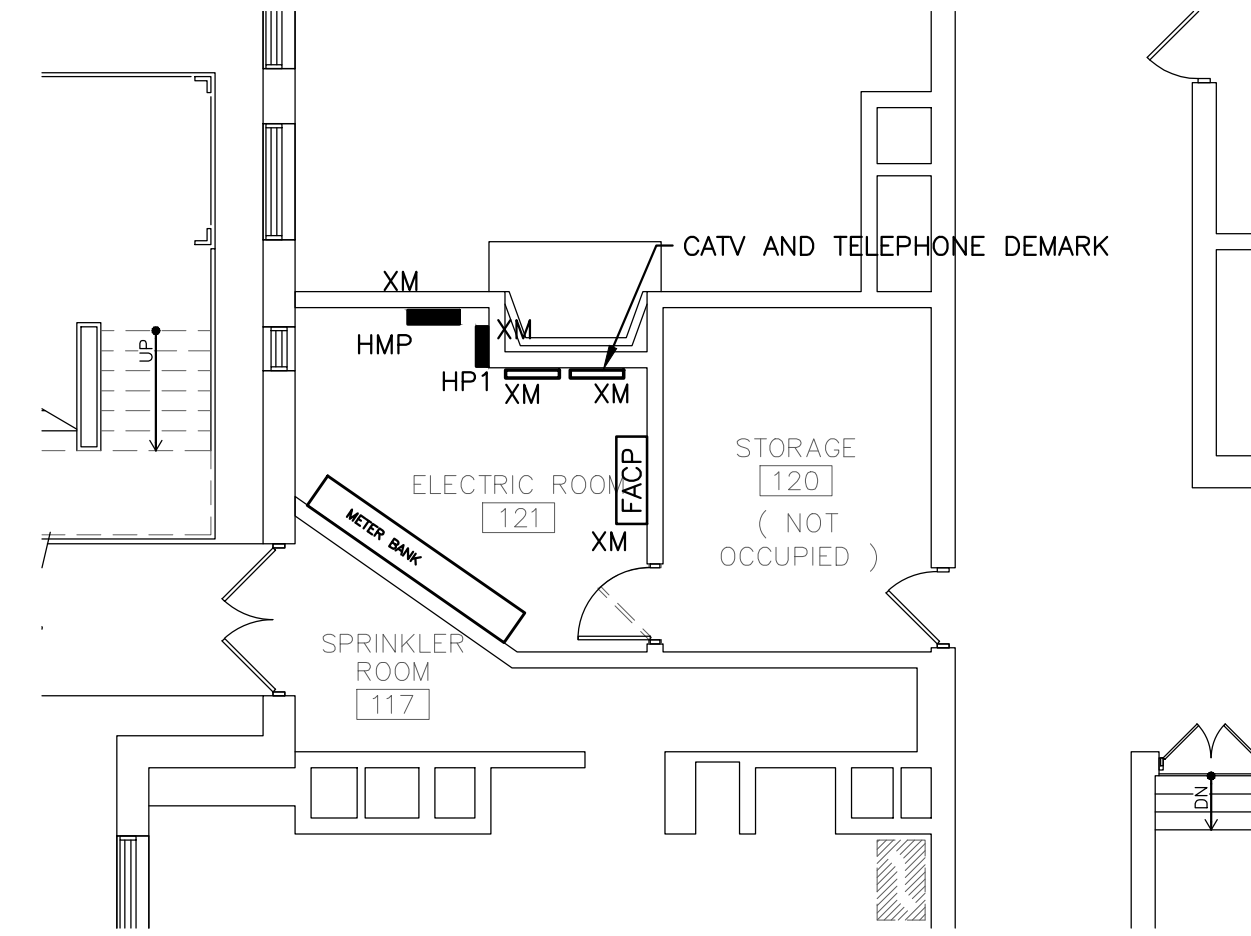 CATV AND TELEPHONE DEMARK
XM
XM
HMP
UP
HP1
XM
XM
STORAGE
120
( NOT
OCCUPIED )
FACP
ELECTRIC ROOM
121
METER BANK
XM
SPRINKLER
ROOM
117
DN